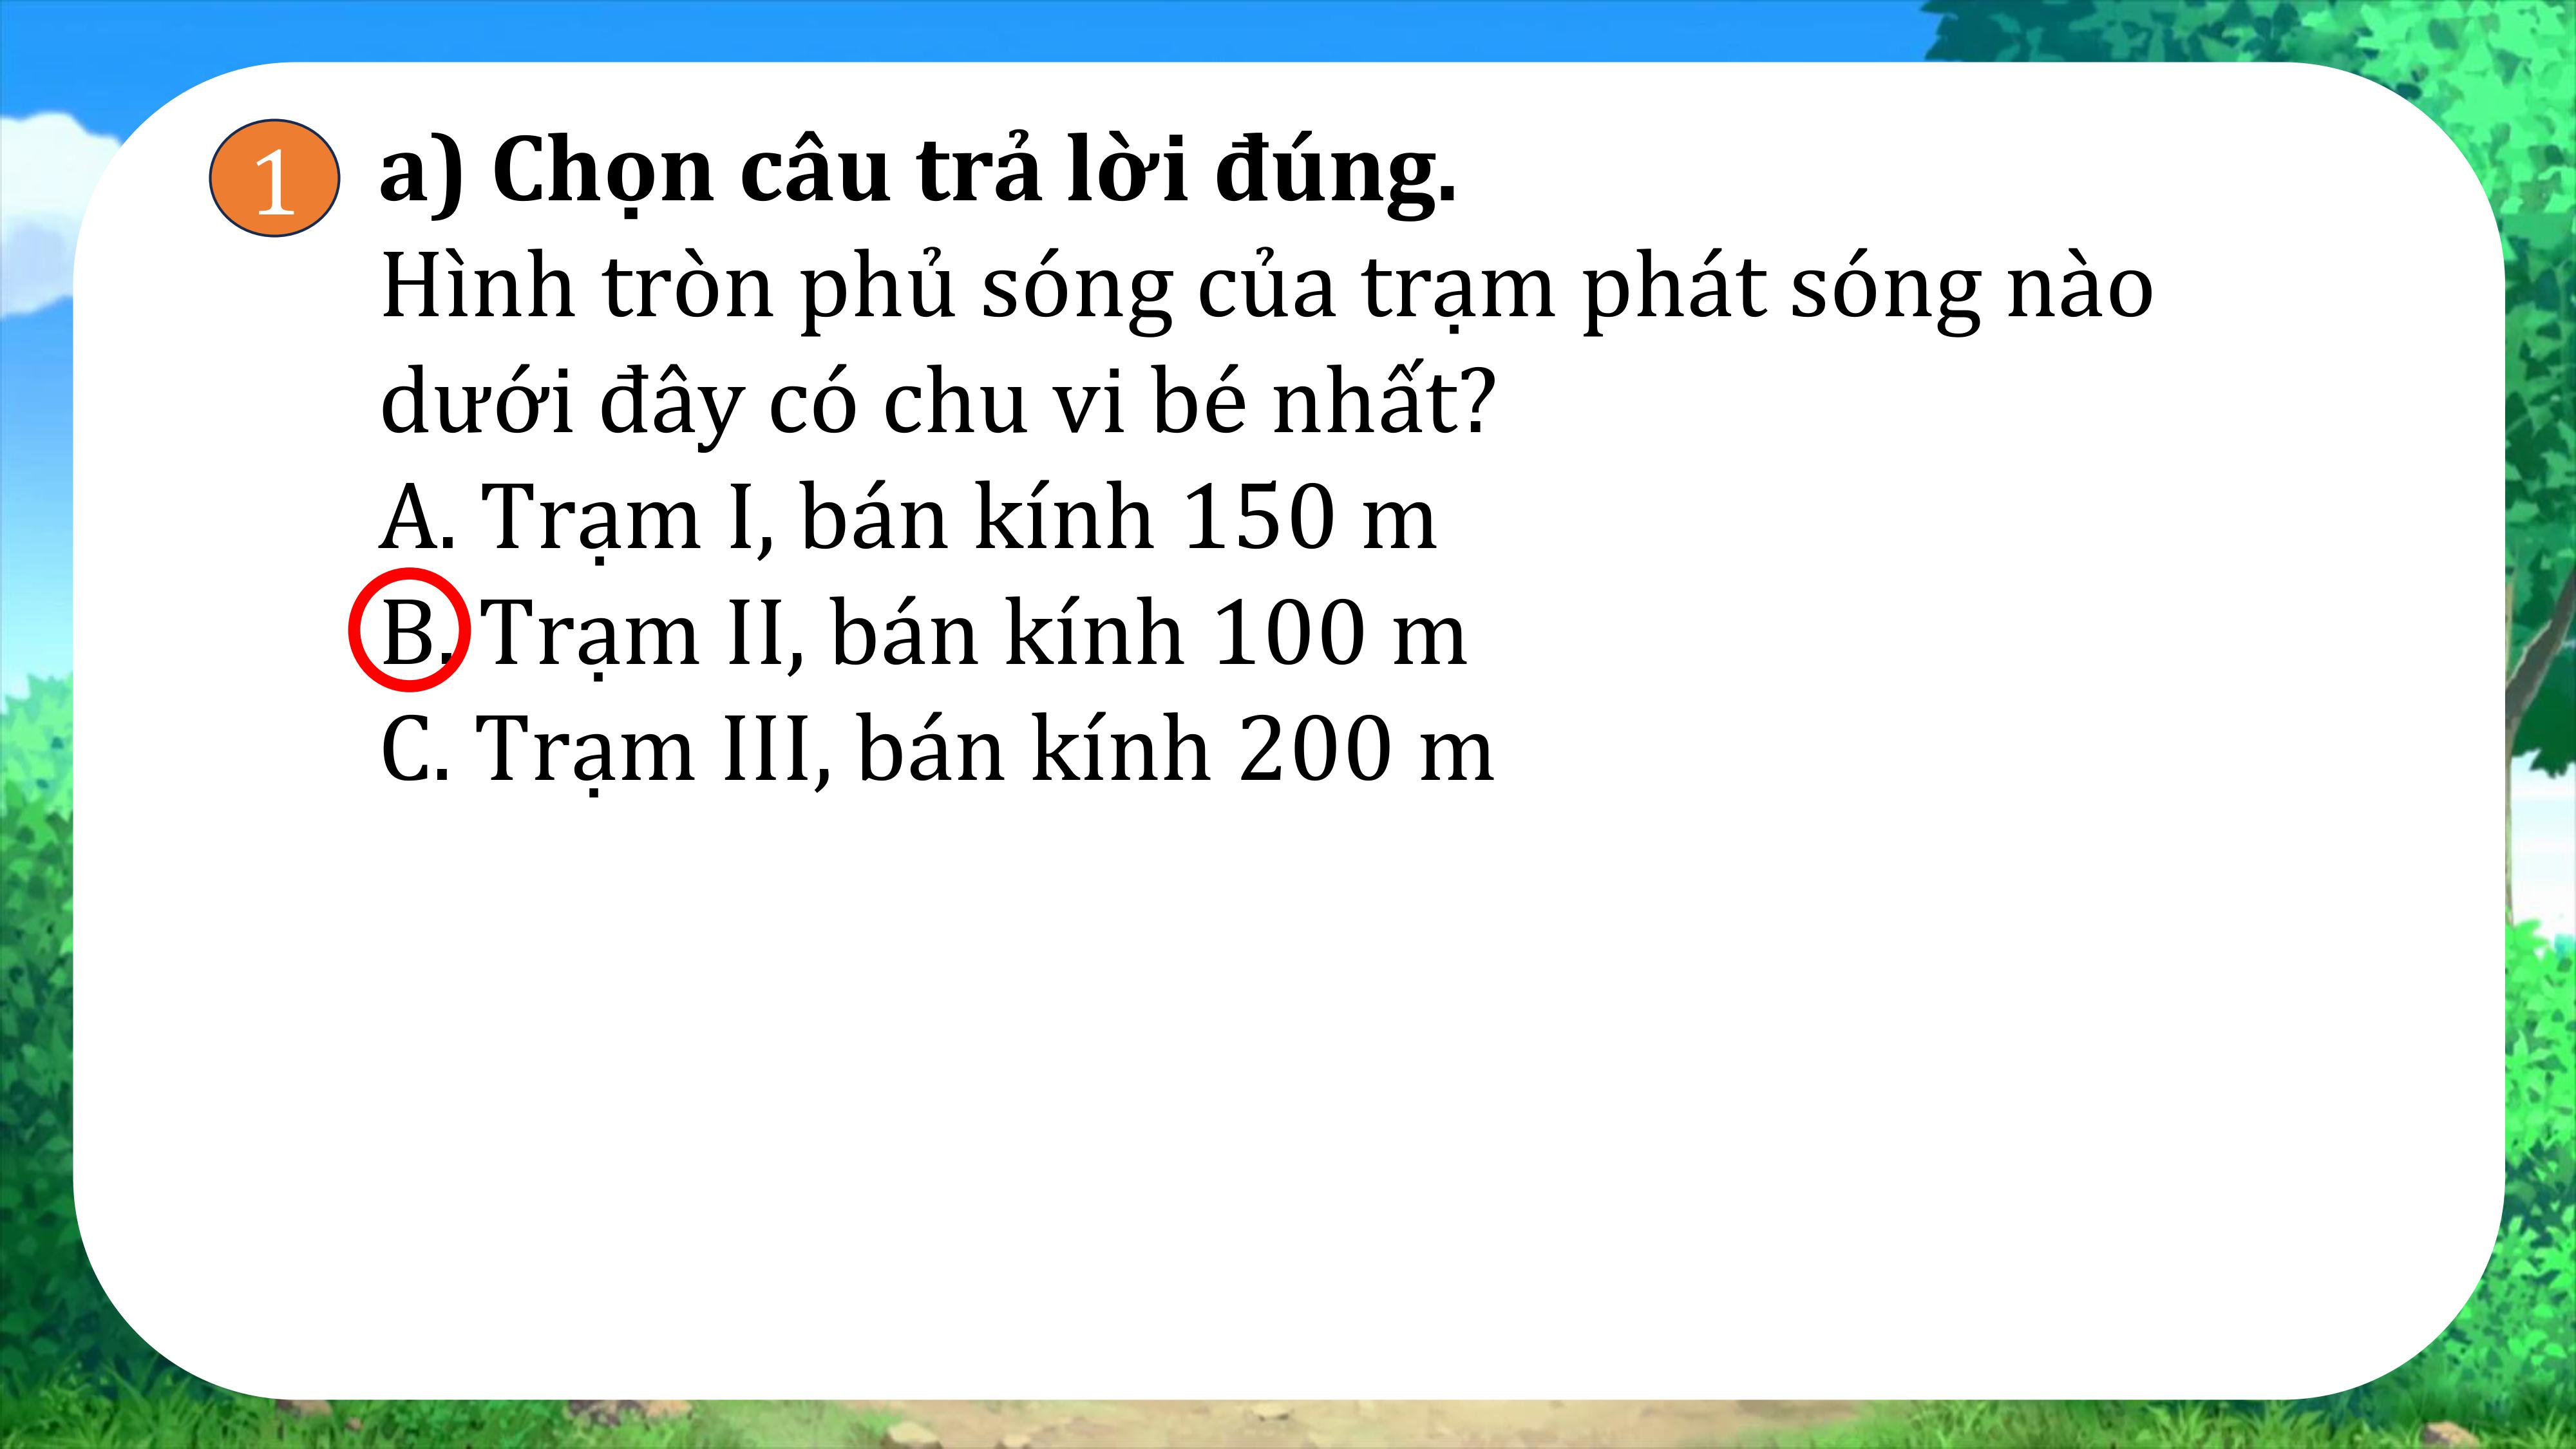 1 a) Chọn câu trả lời đúng.
Hình tròn phủ sóng của trạm phát sóng nào
dưới đây có chu vi bé nhất?
A. Trạm I, bán kính 150 m
B. Trạm II, bán kính 100 m
C. Trạm III, bán kính 200 m